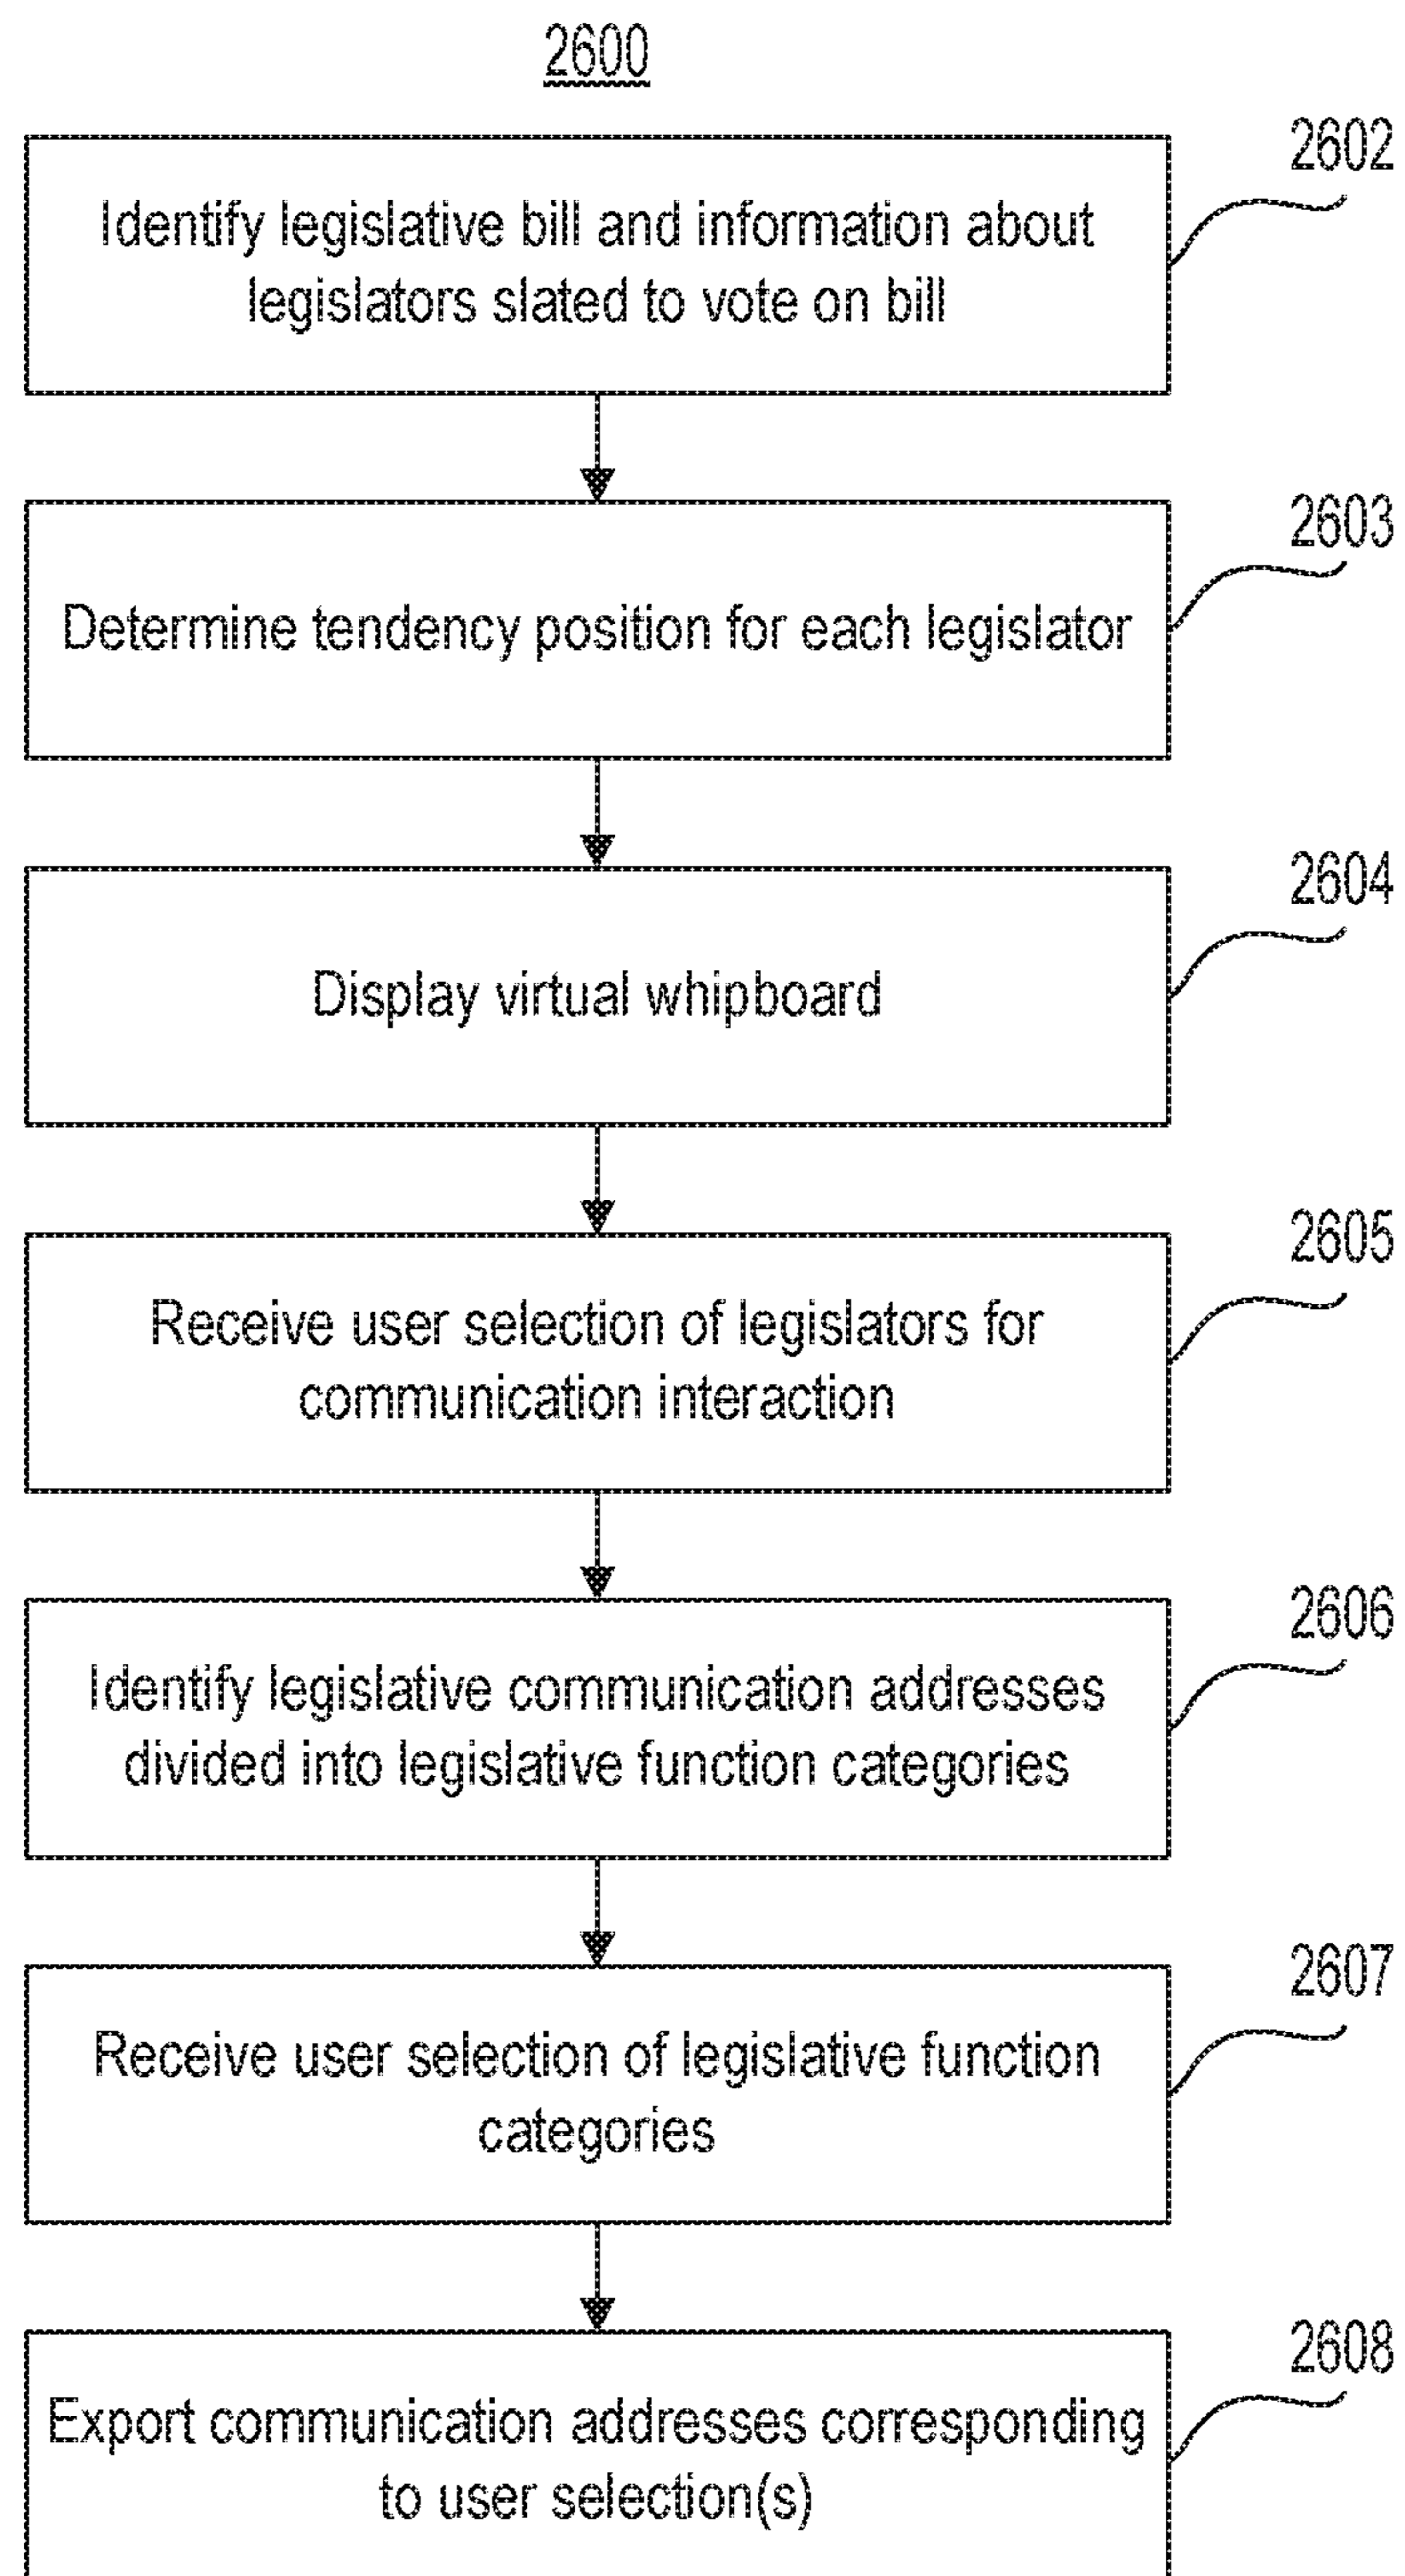 2600
2602
Identify legislative bill and information about
legislators slated to vote on bill
2603
Determine tendency position for each legislator
2604
Display virtual whipboard
2605
Receive user selection of legislators for
communication interaction
2606
Identify legislative communication addresses
divided into legislative function categories
2607
Receive user selection of legislative function
categories
2608
Export communication addresses corresponding
to user selection(s)